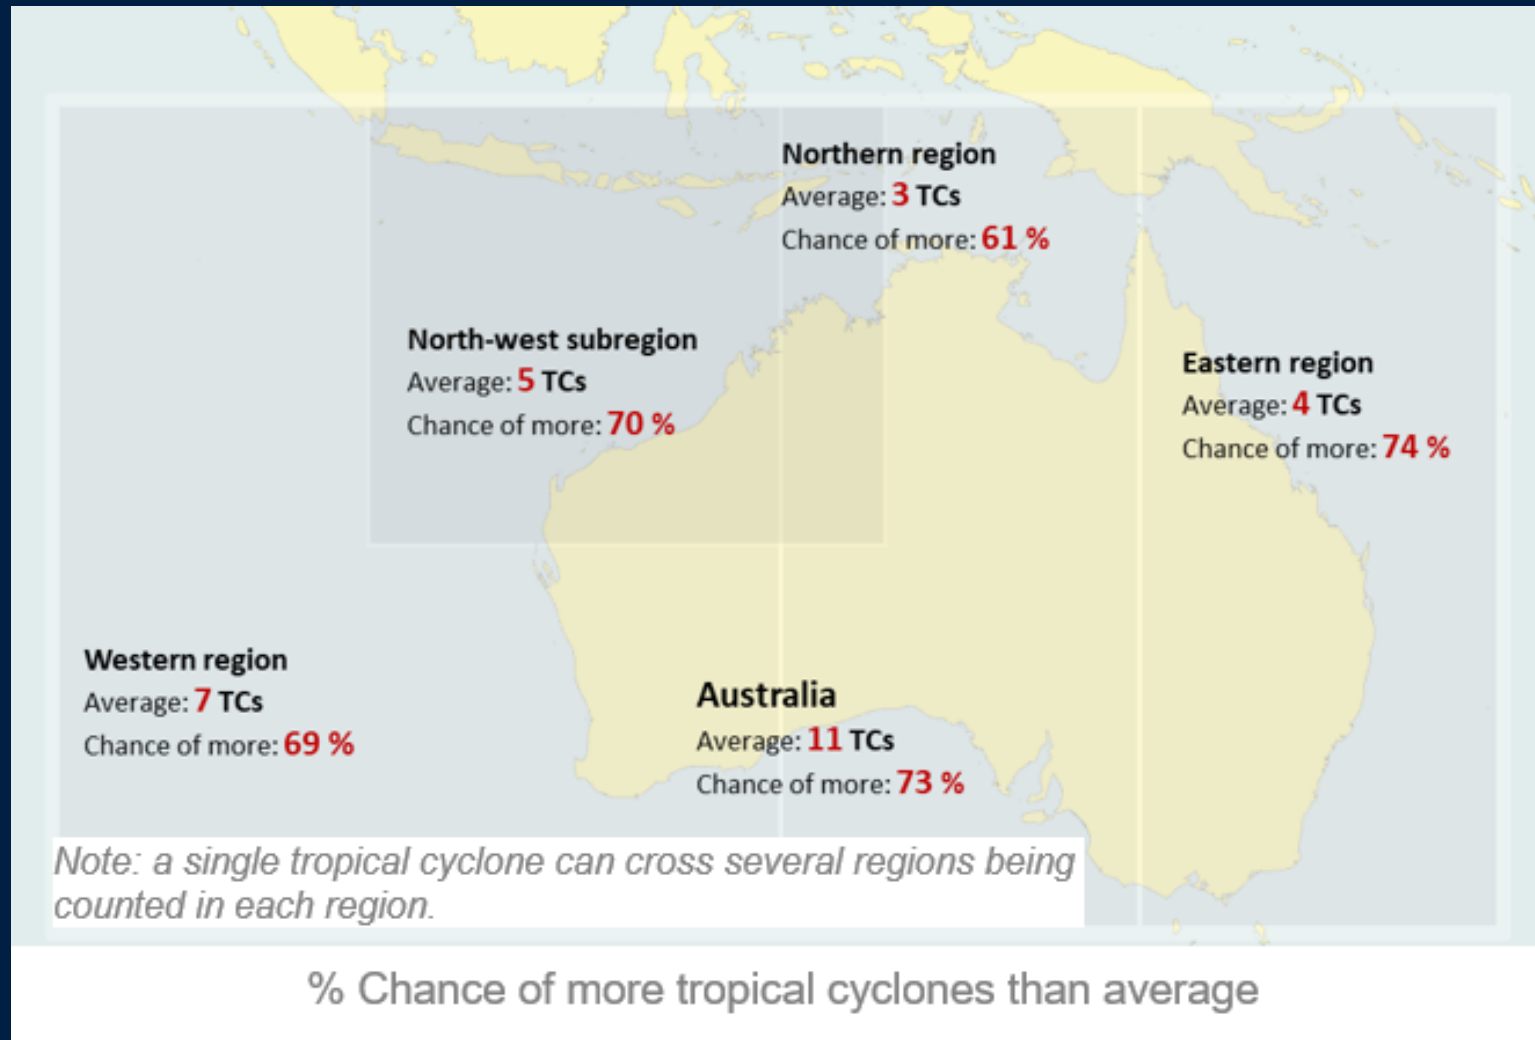 Northern region
Average: 3 TCs
Chance of more: 61 %
North-west subregion
Average: 5 TCs
Chance of more: 70 %
Eastern region
Average: 4 TCs
Chance of more: 74 %
Western region
Average: 7 TCs
Chance of more: 69 %
Australia
Average: 11 TCs
Chance of more: 73 %
Note: a single tropical cyclone can cross several regions being
counted in each region.
% Chance of more tropical cyclones than average